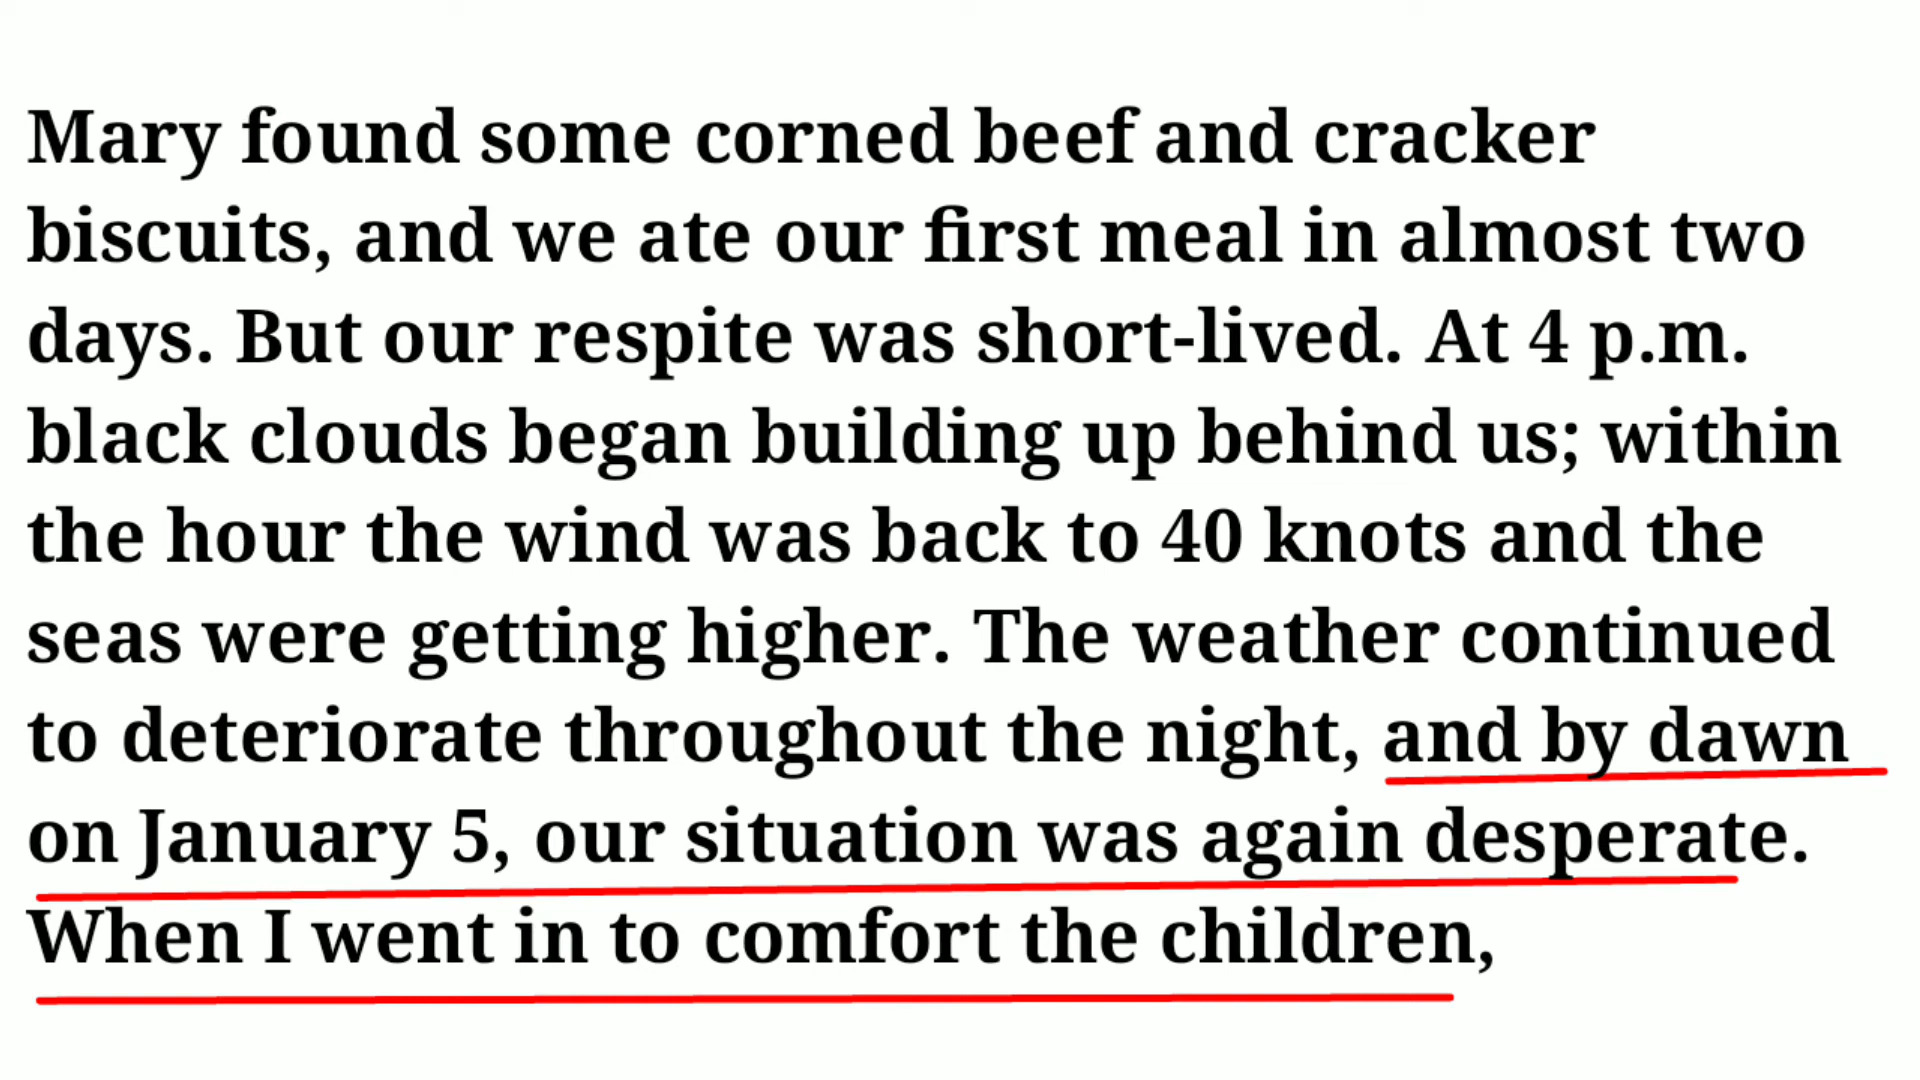 Mary found some corned beef and cracker
biscuits, and we ate our first meal in almost two
days. But our respite was short-lived. At 4 p.m.
black clouds began building up behind us; within
the hour the wind was back to 40 knots and the
seas were getting higher. The weather continued
to deteriorate throughout the night, and by dawn
on January 5, our situation was again desperate.
When I went in to comfort the children,